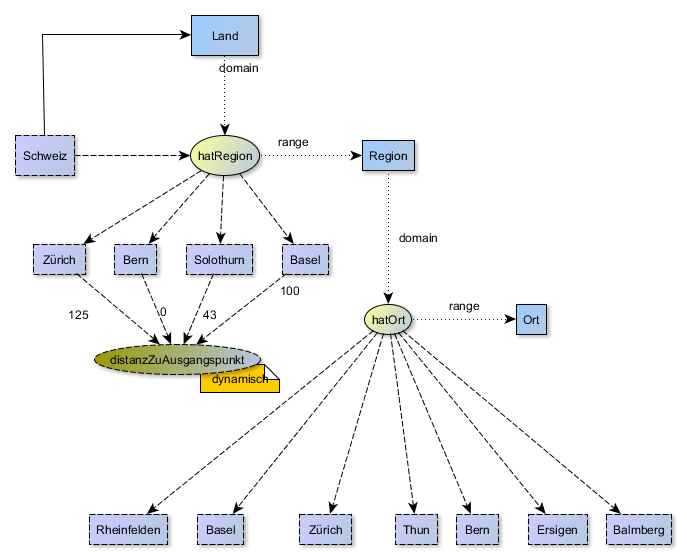 Land
domain
Schweiz
hatRegion
range
Region
Zürich
Bern
Solothurn
Basel
domain
125
0
43
100
hatOrt
range
Ort
distanzZuAusgangspunkt
dynamisch
Rheinfelden
Basel
Zürich
Thun
Bern
Ersigen
Balmberg